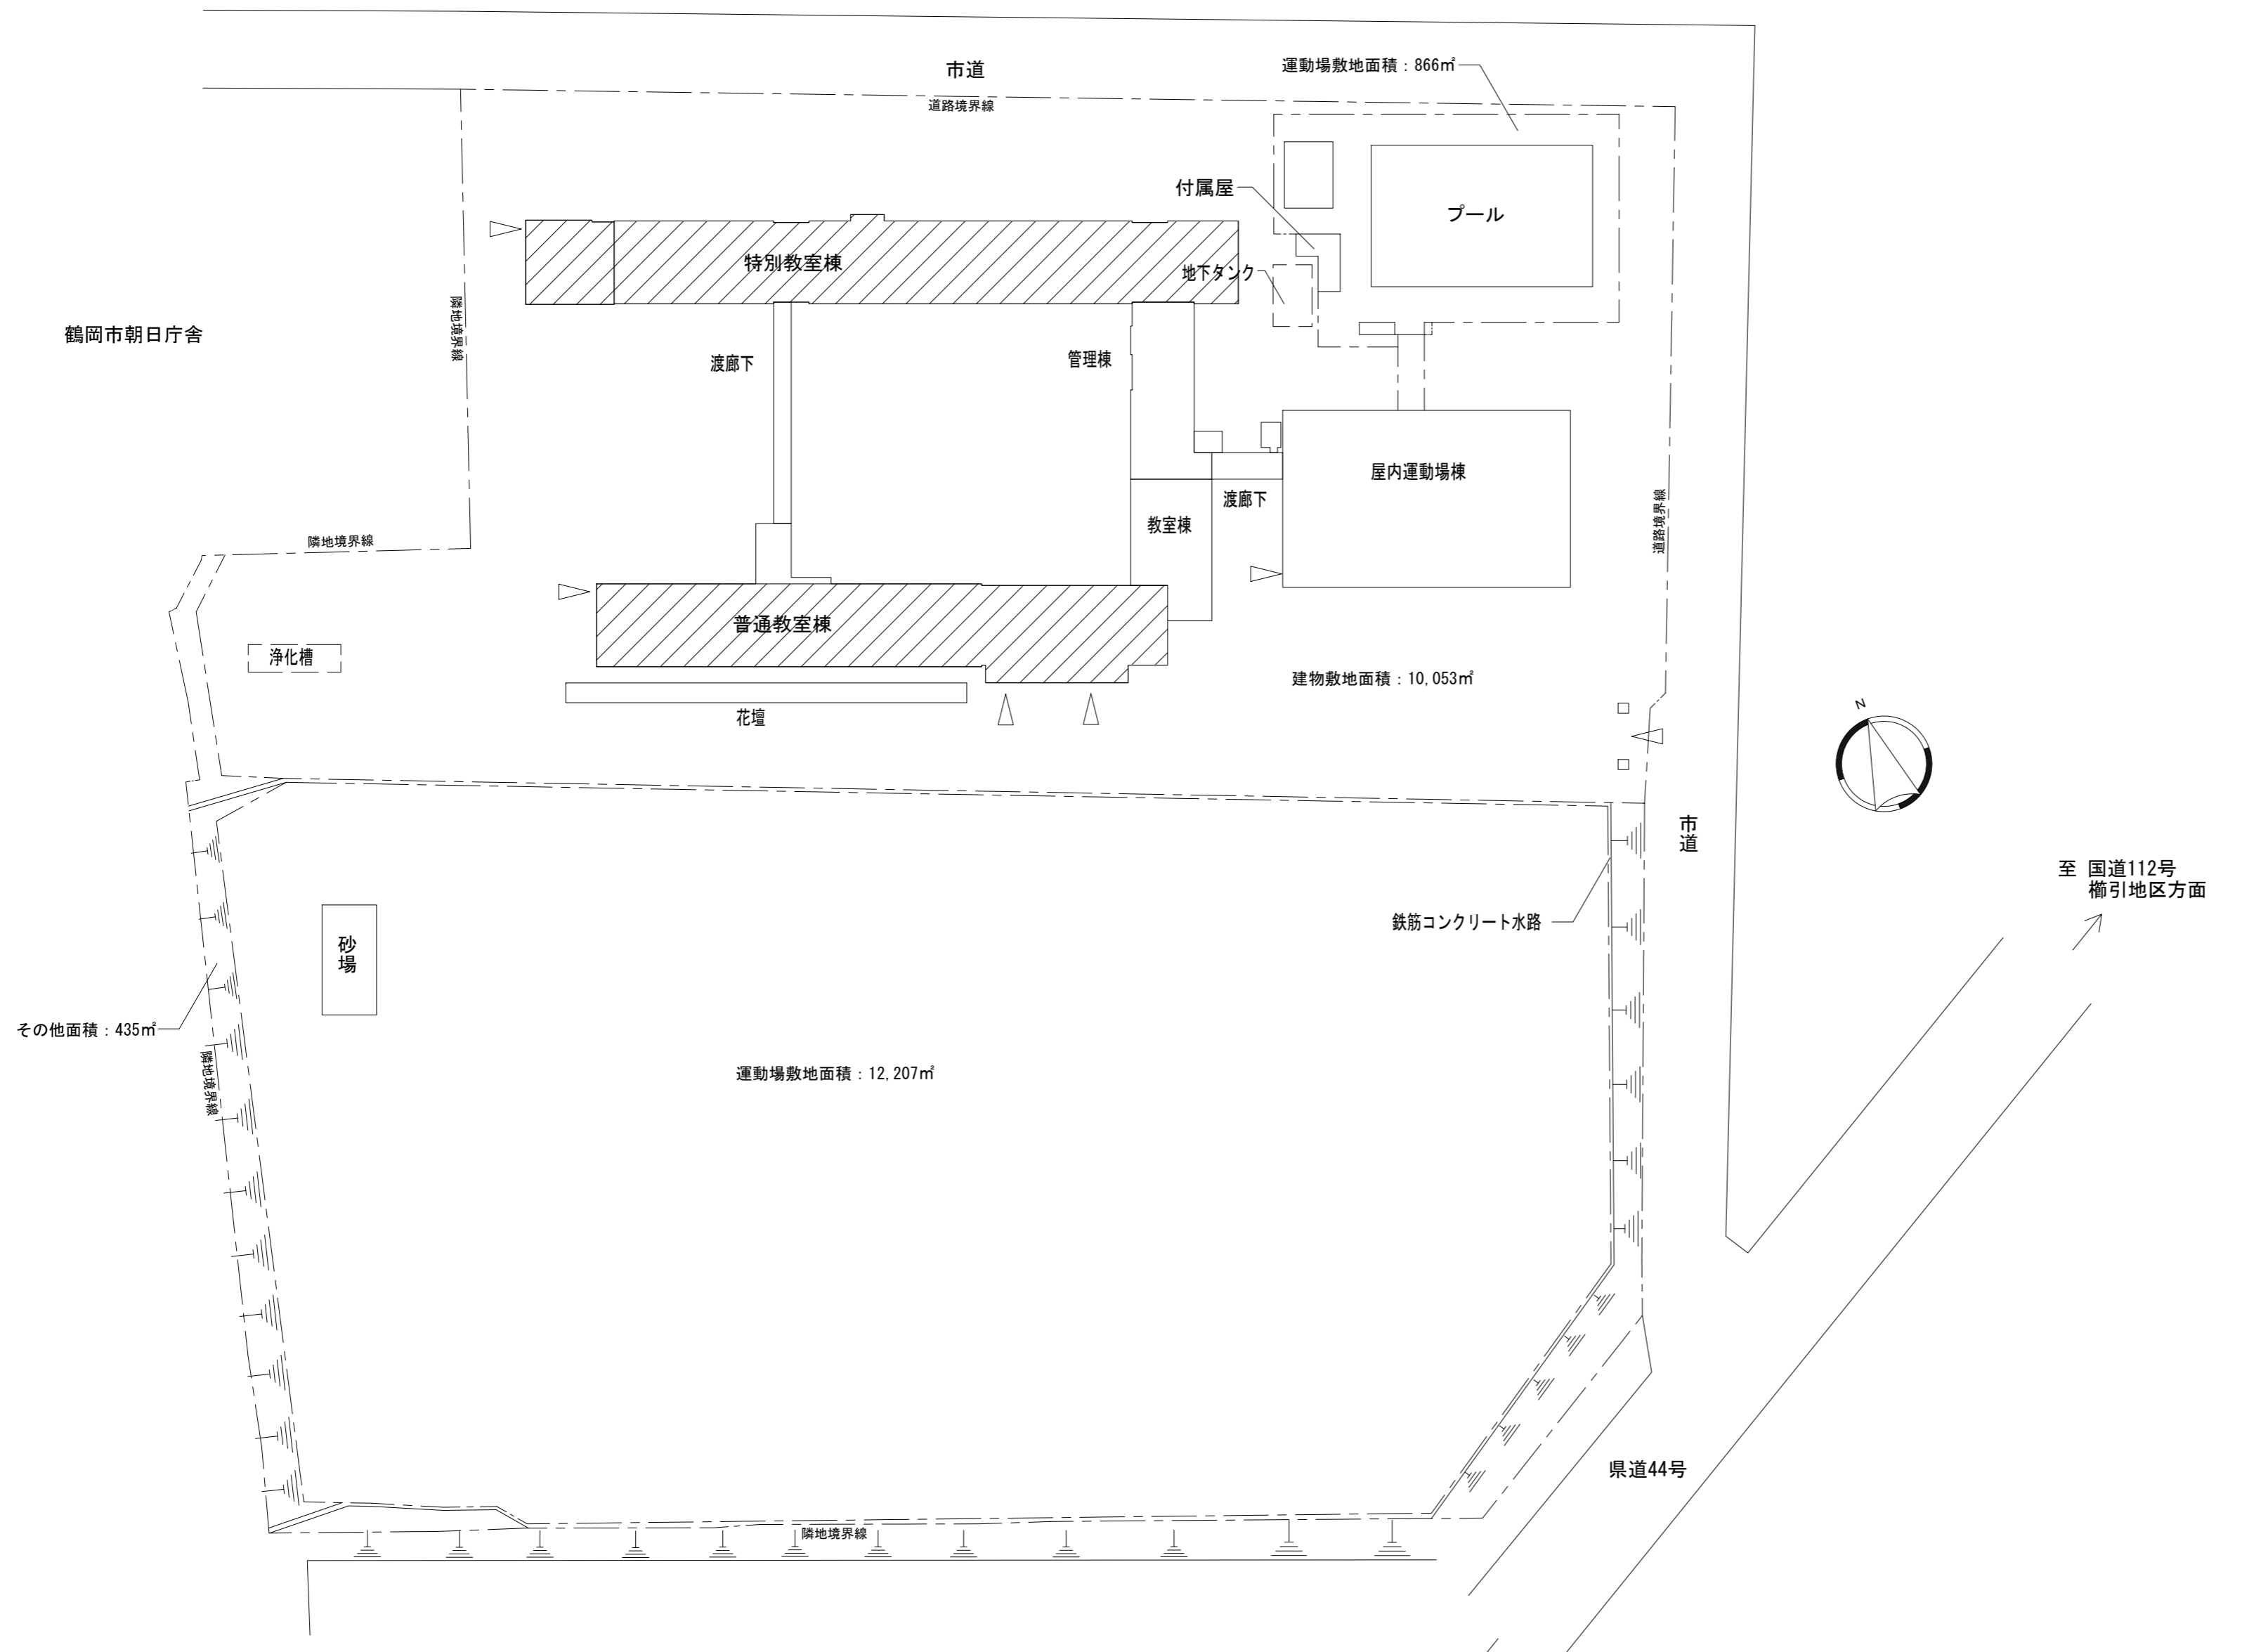 市道
運動場敷地面積：866㎡
道路境界線
付属屋
プール
特別教室棟
地下タンク
隣地境界線
鶴岡市朝日庁舎
渡廊下
管理棟
屋内運動場棟
渡廊下
道路境界線
教室棟
隣地境界線
普通教室棟
浄化槽
建物敷地面積：10,053㎡
花壇
N
市道
至 国道112号
櫛引地区方面
鉄筋コンクリート水路
砂場
その他面積：435㎡
隣地境界線
運動場敷地面積：12,207㎡
県道44号
隣地境界線